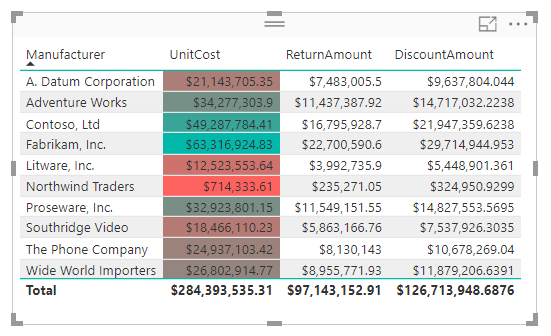 Manufacturer UnitCost ReturnAmount DiscountAmount
A. Datum Corporation $21,143,705.35 $7,483,005.5 $9,637,804.044
Adventure Works $34,277,303.9 $11,437,387.92 $14,717,032.2238
Contoso, Ltd $49,287,784.41 $16,795,928.7 $21,947,359.6238
Fabrikam, Inc. $63,316,924.83 $22,700,590.6 $29,714,944.953
Litware, Inc. $12,523,553.64 $3,992,735.9 $5,448,901.361
Northwind Traders $714,333.61 $235,271.05 $324,950.9299
Proseware, Inc. $32,923,801.15 $11,549,151.55 $14,827,553.5695
Southridge Video $18,466,110.23 $5,863,166.76 $7,537,926.3035
The Phone Company $24,937,103.42 $8,130,143 $10,678,269.04
Wide World Importers $26,802,914.77 $8,955,771.93 $11,879,206.6391
Total $284,393,535.31 $97,143,152.91 $126,713,948.6876